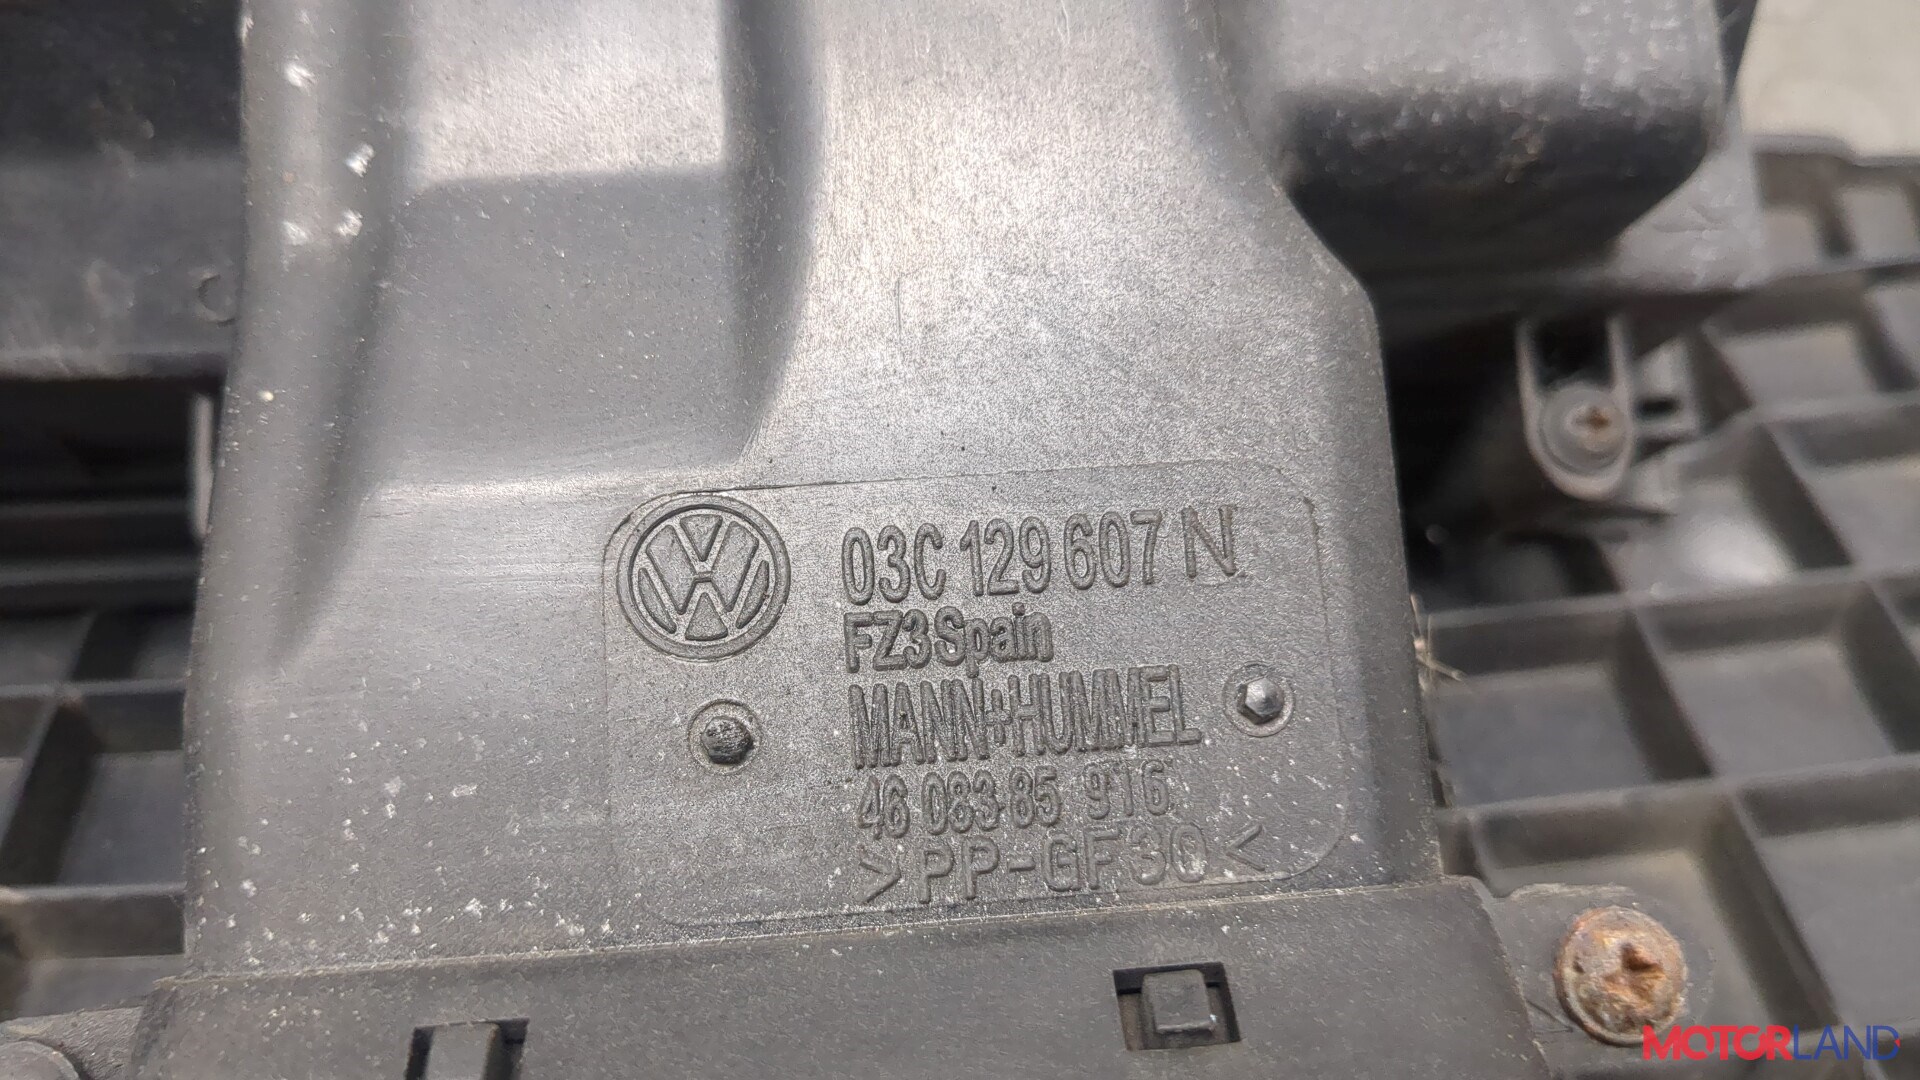 03C 129 607 N
FZ3 Spain
MANN+HUMMEL
46 083 85 916
>PP-GF30<
MOTORLAND